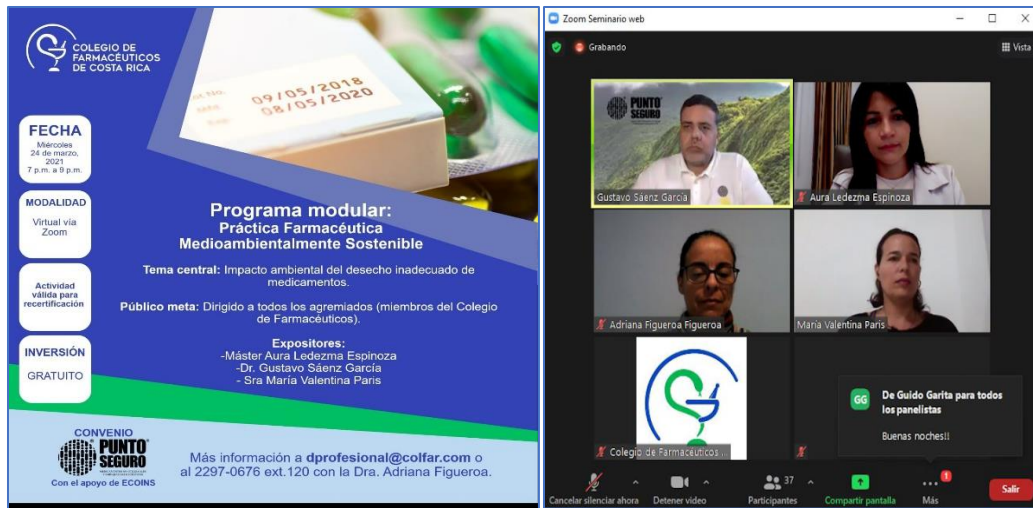 COLEGIO DE
FARMACÉUTICOS
DE COSTA RICA
09/05/2018
08/05/2020
FECHA
Miércoles
24 de marzo,
2021
7 p.m. a 9 p.m.
MODALIDAD
Virtual vía
Zoom
Actividad
válida para
recertificación
INVERSIÓN
GRATUITO
Programa modular:
Práctica Farmacéutica
Medioambientalmente Sostenible
Tema central: Impacto ambiental del desecho inadecuado de
medicamentos.
Público meta: Dirigido a todos los agremiados (miembros del Colegio
de Farmacéuticos).
Expositores:
-Máster Aura Ledezma Espinoza
-Dr. Gustavo Sáenz García
- Sra María Valentina Paris
CONVENIO
PUNTO
SEGURO
Con el apoyo de ECOINS
Más información a dprofesional@colfar.com o
al 2297-0676 ext.120 con la Dra. Adriana Figueroa.
Zoom Seminario web
Grabando
Vista
PUNTO
SEGURO
Gustavo Sáenz García
Aura Ledezma Espinoza
Adriana Figueroa Figueroa
María Valentina Paris
Colegio de Farmacéuticos ...
GG
De Guido Garita para todos
los panelistas
Buenas noches!!
Cancelar silenciar ahora
Detener video
37
Participantes
Compartir pantalla
1
Más
Salir